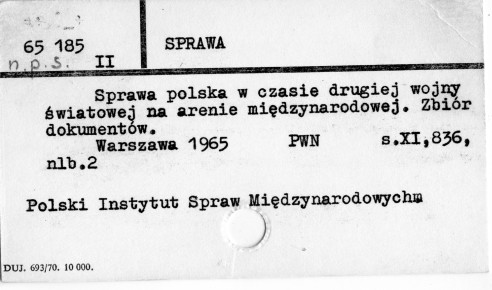 65 185
n.p.s. II
SPRAWA
Sprawa polska w czasie drugiej wojny
światowej na arenie międzynarodowej. Zbiór
dokumentów.
Warszawa 1965 PWN s.XI,836,
nlb.2
Polski Instytut Spraw Międzynarodowych
DUJ. 693/70. 10 000.